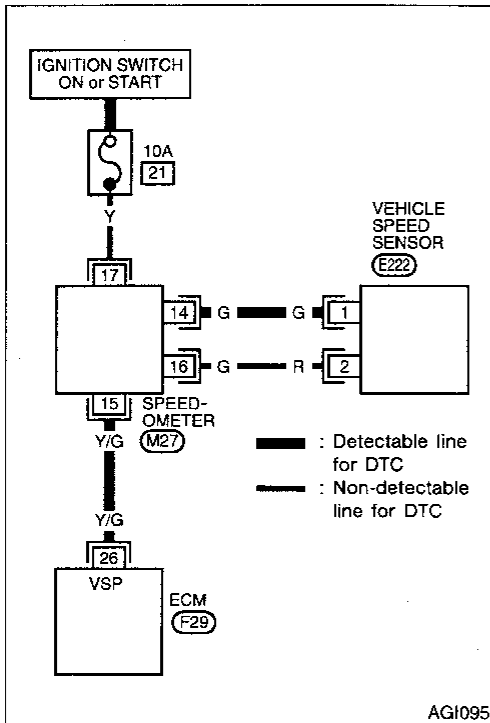 IGNITION SWITCH
ON or START
10A
21
Y
VEHICLE
SPEED
SENSOR
E222
17
14
G
G
1
16
G
R
2
15
SPEED-
OMETER
M27
Y/G
: Detectable line
for DTC
: Non-detectable
line for DTC
Y/G
26
VSP
ECM
F29
AGI095